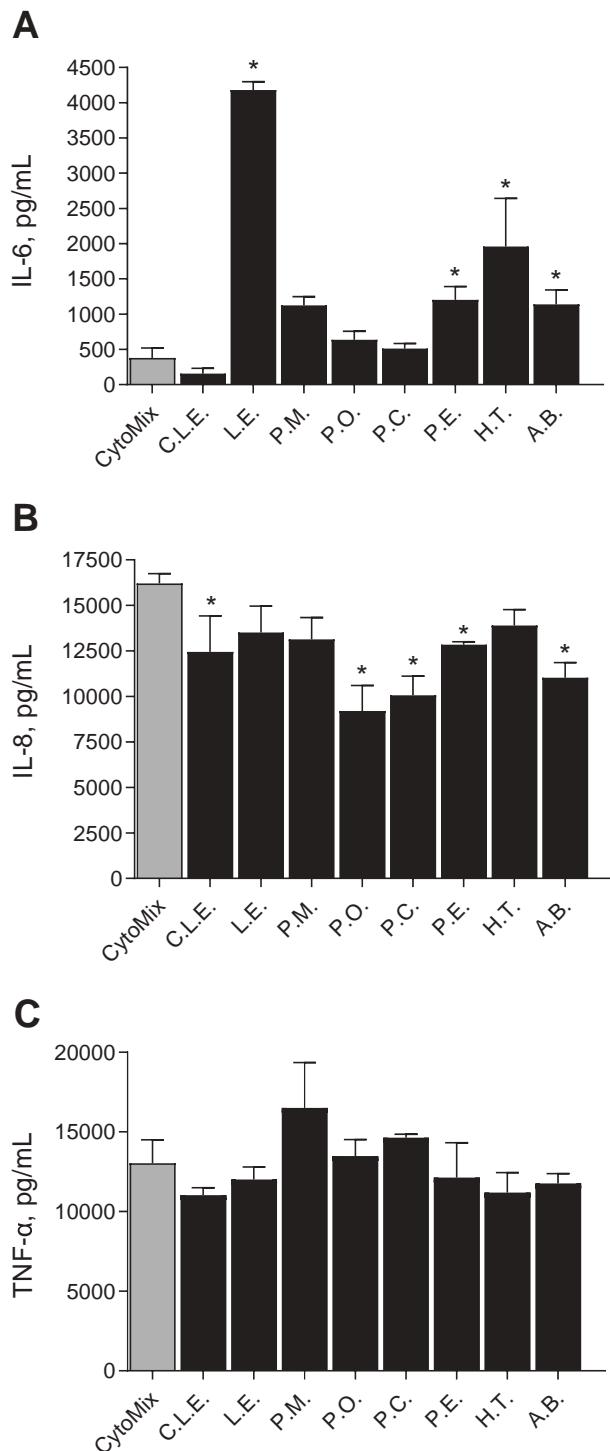 A
IL-6, pg/mL
4500
4000
3500
3000
2500
2000
1500
1000
500
0
*
*
*
*
CytoMix
C.L.E.
L.E.
P.M.
P.O.
P.C.
P.E.
H.T.
A.B.
B
IL-8, pg/mL
17500
15000
12500
10000
7500
5000
2500
0
*
*
*
*
*
CytoMix
C.L.E.
L.E.
P.M.
P.O.
P.C.
P.E.
H.T.
A.B.
C
TNF-α, pg/mL
20000
15000
10000
5000
0
CytoMix
C.L.E.
L.E.
P.M.
P.O.
P.C.
P.E.
H.T.
A.B.